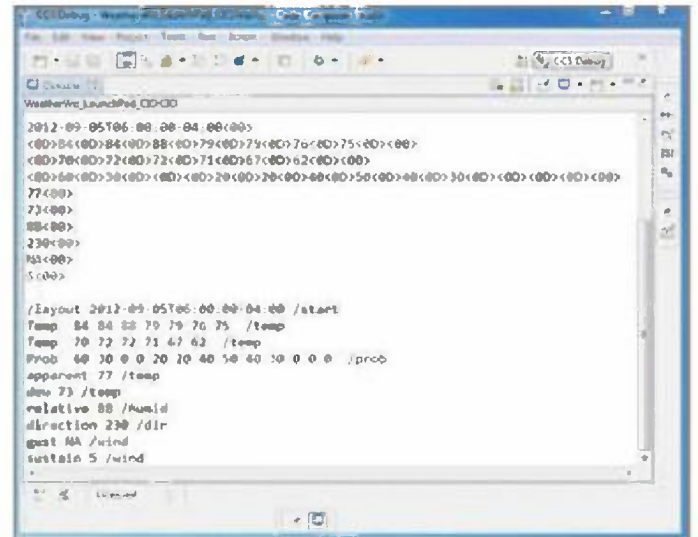 CCS Debug - Code Composer Studio
File Edit View Project Tools Run Scripts Window Help
CCS Debug
Console
WeatherWiz_LaunchPad_CIO:CIO
2012-09-05T06:00:00-04:00<00>
<0D>84<0D>84<0D>88<0D>79<0D>79<0D>76<0D>75<0D><00>
<0D>70<0D>72<0D>72<0D>71<0D>67<0D>62<0D><00>
<0D>60<0D>30<0D><0D><0D>20<0D>20<0D>40<0D>50<0D>40<0D>30<0D><0D><0D><0D><00>
77<00>
73<00>
88<00>
230<00>
NA<00>
5<00>
/layout 2012-09-05T06:00:00-04:00 /start
Temp 84 84 88 79 79 76 75 /temp
Temp 70 72 72 71 67 62 /temp
Prob 60 30 0 0 20 20 40 50 40 30 0 0 0 /prob
apparent 77 /temp
dew 73 /temp
relative 88 /humid
direction 230 /dir
gust NA /wind
sustain 5 /wind
Licensed